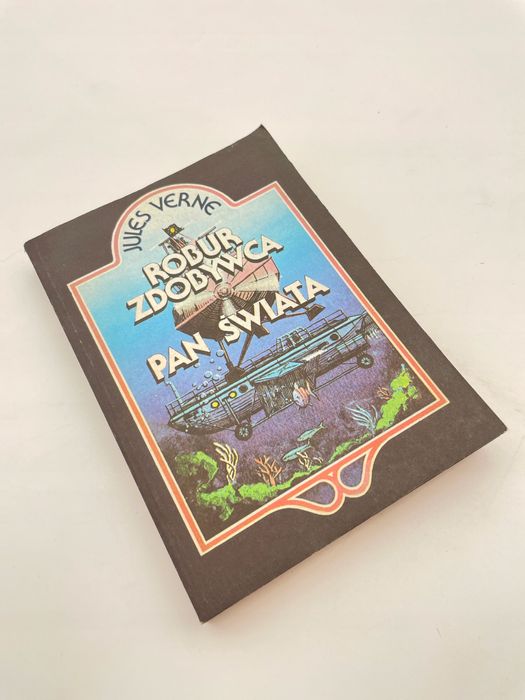 JULES VERNE
ROBUR
ZDOBYWCA
PAN ŚWIATA